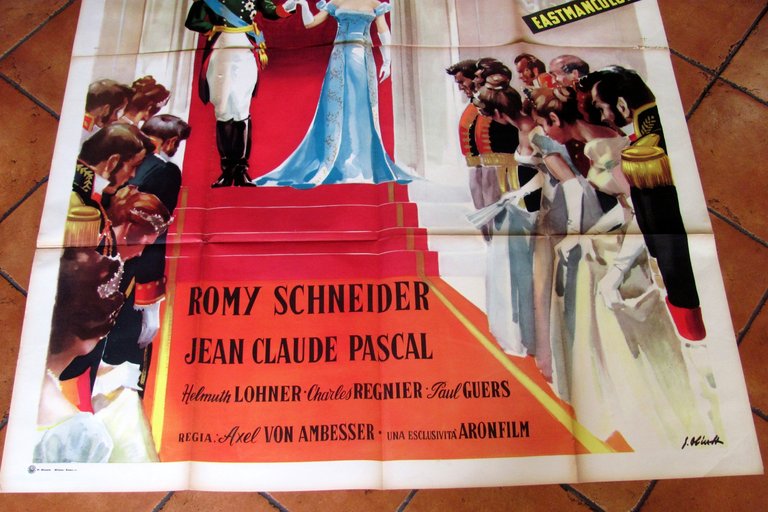 EASTMANCOLOR
ROMY SCHNEIDER
JEAN CLAUDE PASCAL
Helmuth LOHNER · Charles REGNIER · Paul GUERS
REGIA: Axel VON AMBESSER · UNA ESCLUSIVITÀ ARONFILM